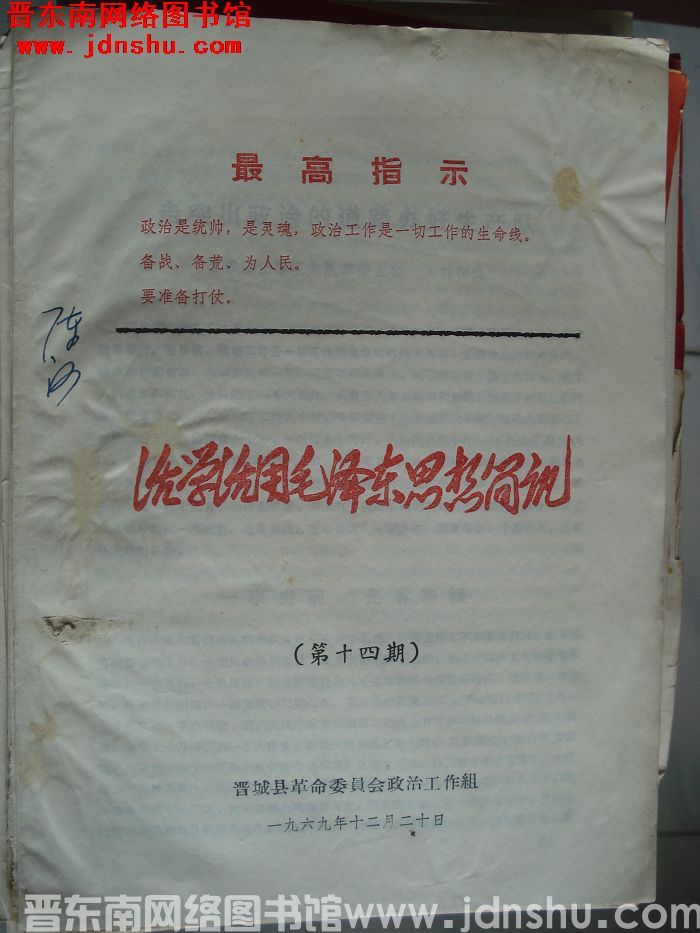 晋东南网络图书馆
www.jdnshu.com
最高指示
政治是统帅，是灵魂，政治工作是一切工作的生命线。
备战、备荒、为人民。
要准备打仗。
活学活用毛泽东思想简讯
（第十四期）
晋城县革命委員会政治工作組
一九六九年十二月二十日
晋东南网络图书馆www.jdnshu.com